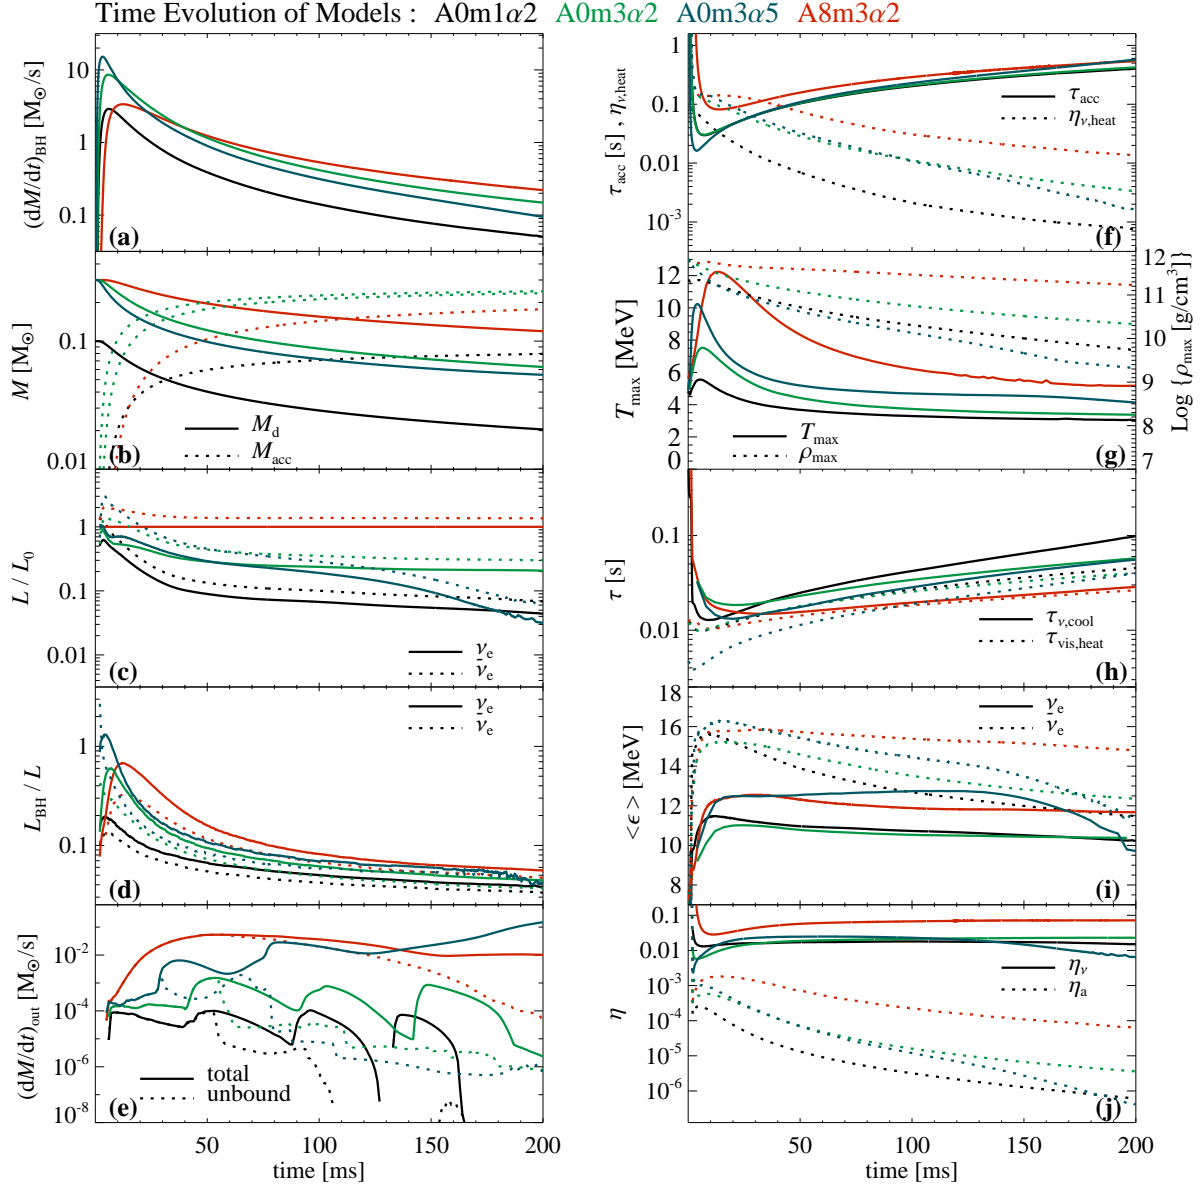 Time Evolution of Models : A0m1α2 A0m3α2 A0m3α5 A8m3α2
(dM/dt)BH [M⊙/s]
10
1
0.1
(a)
M [M⊙]
0.1
0.01
Md
Macc
(b)
L / L0
1
0.1
0.01
νe
ν̄e
(c)
LBH / L
1
0.1
νe
ν̄e
(d)
(dM/dt)out [M⊙/s]
10-2
10-4
10-6
10-8
total
unbound
(e)
50 100 150 200
time [ms]
τacc [s] , ην,heat
1
0.1
0.01
10-3
τacc
ην,heat
(f)
Tmax [MeV]
12
10
8
6
4
2
0
Log {ρmax [g/cm3]}
12
11
10
9
8
7
Tmax
ρmax
(g)
τ [s]
0.1
0.01
τν,cool
τvis,heat
(h)
<ϵ> [MeV]
18
16
14
12
10
8
νe
ν̄e
(i)
η
0.1
0.01
10-3
10-4
10-5
10-6
ην
ηa
(j)
50 100 150 200
time [ms]